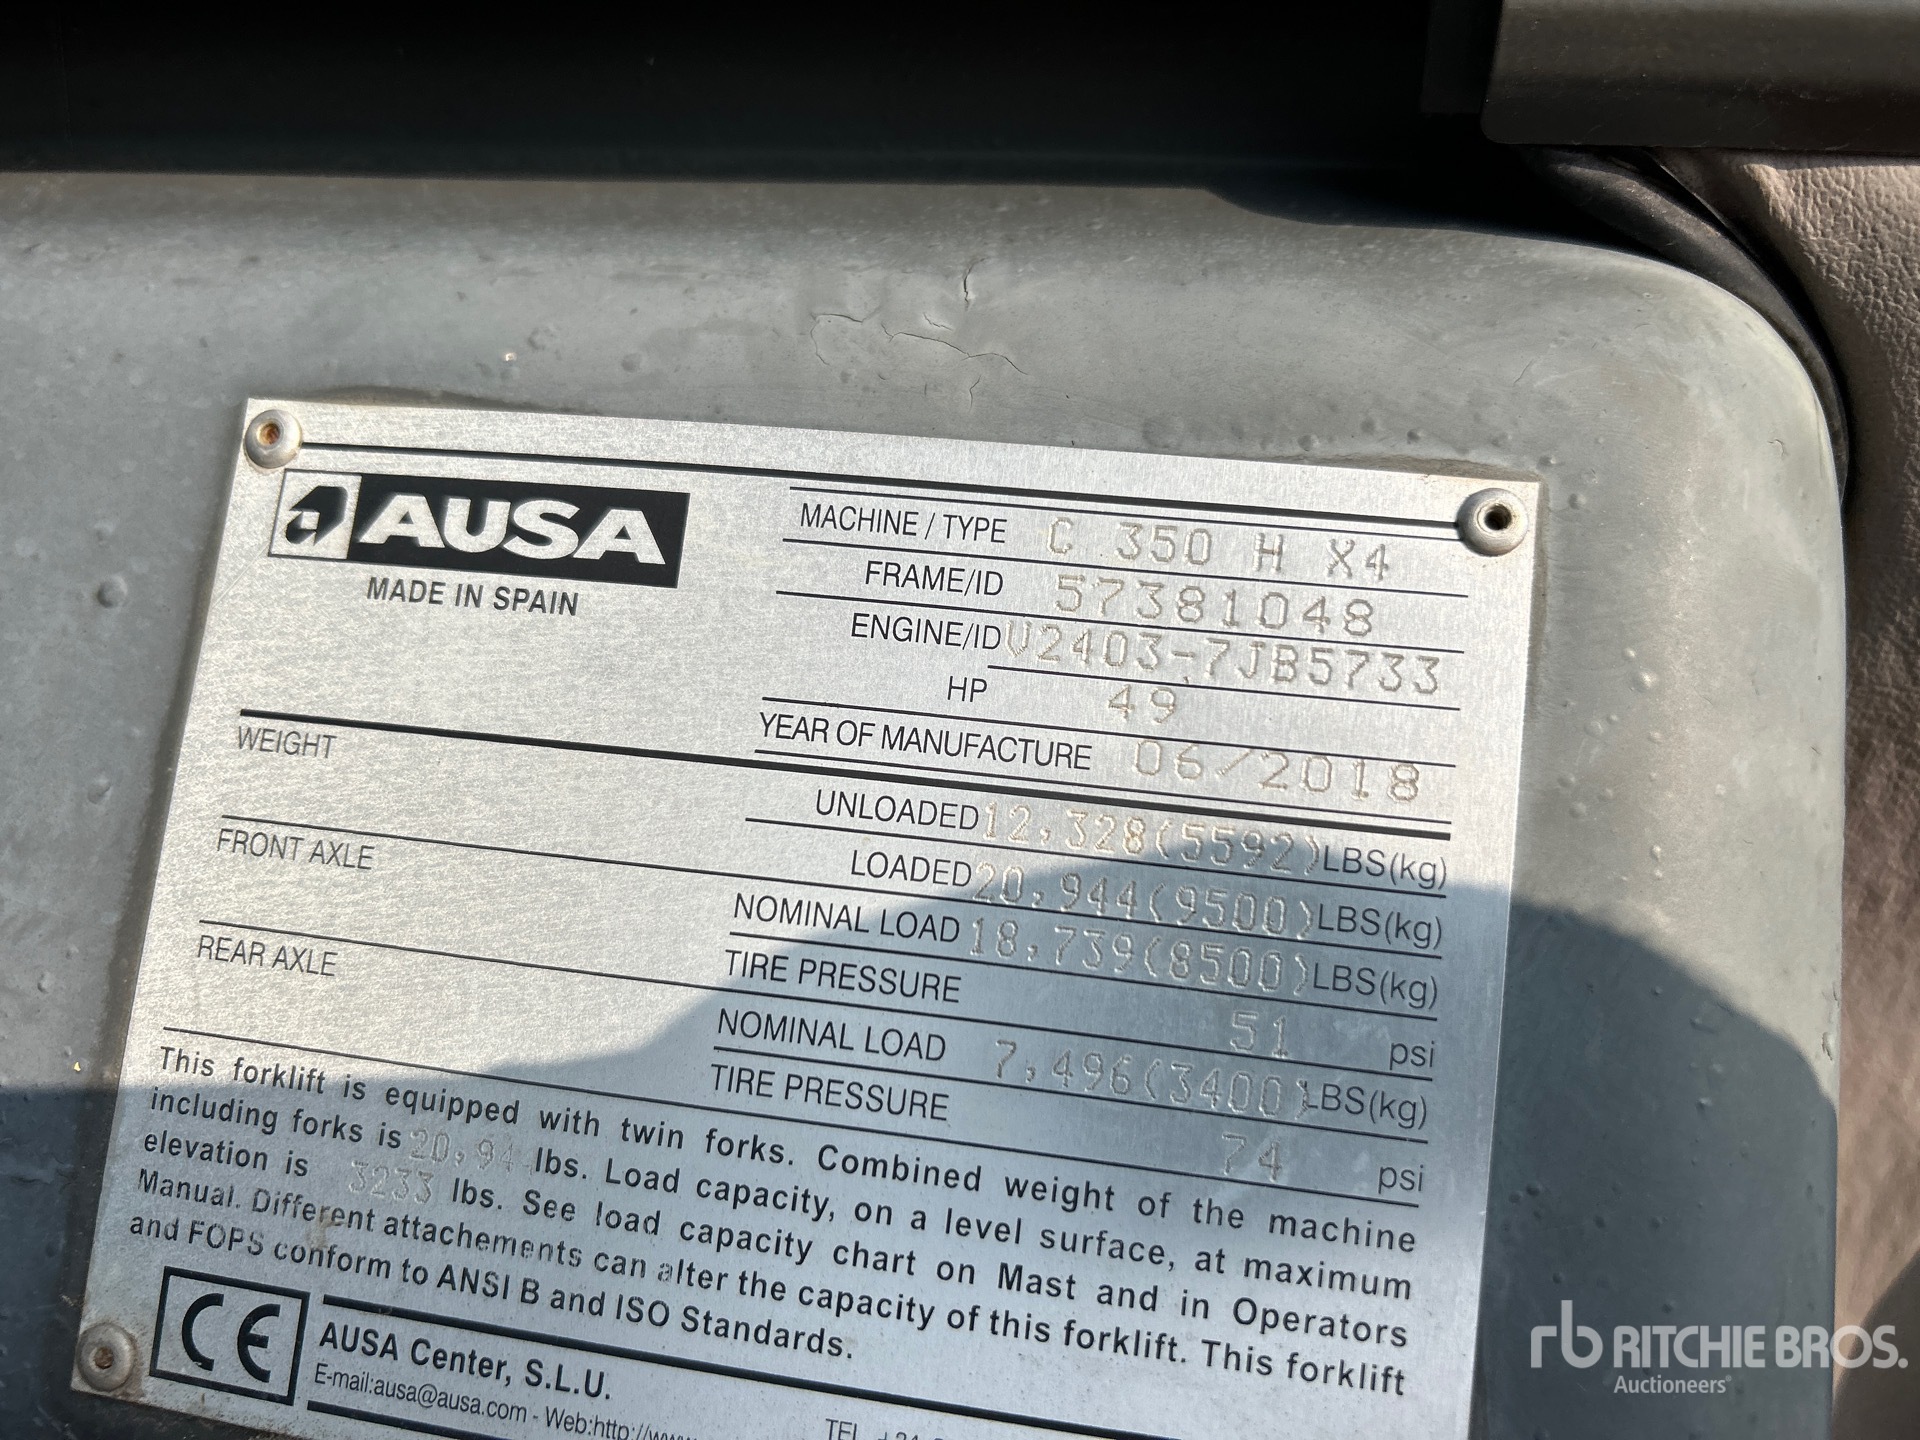 AUSA
MADE IN SPAIN
MACHINE / TYPE C 350 H X4
FRAME/ID 57381048
ENGINE/ID V2403-7JB5733
HP 49
YEAR OF MANUFACTURE 06/2018
WEIGHT
UNLOADED 12,328(5592) LBS(kg)
LOADED 20,944(9500) LBS(kg)
FRONT AXLE
NOMINAL LOAD 18,739(8500) LBS(kg)
TIRE PRESSURE 51 psi
REAR AXLE
NOMINAL LOAD 7,496(3400) LBS(kg)
TIRE PRESSURE 74 psi
This forklift is equipped with twin forks. Combined weight of the machine
including forks is 20,94 lbs. Load capacity, on a level surface, at maximum
elevation is 3233 lbs. See load capacity chart on Mast and in Operators
Manual. Different attachements can alter the capacity of this forklift. This forklift
and FOPS conform to ANSI B and ISO Standards.
CE
AUSA Center, S.L.U.
E-mail:ausa@ausa.com - Web:http://www
TEL
rb RITCHIE BROS.
Auctioneers